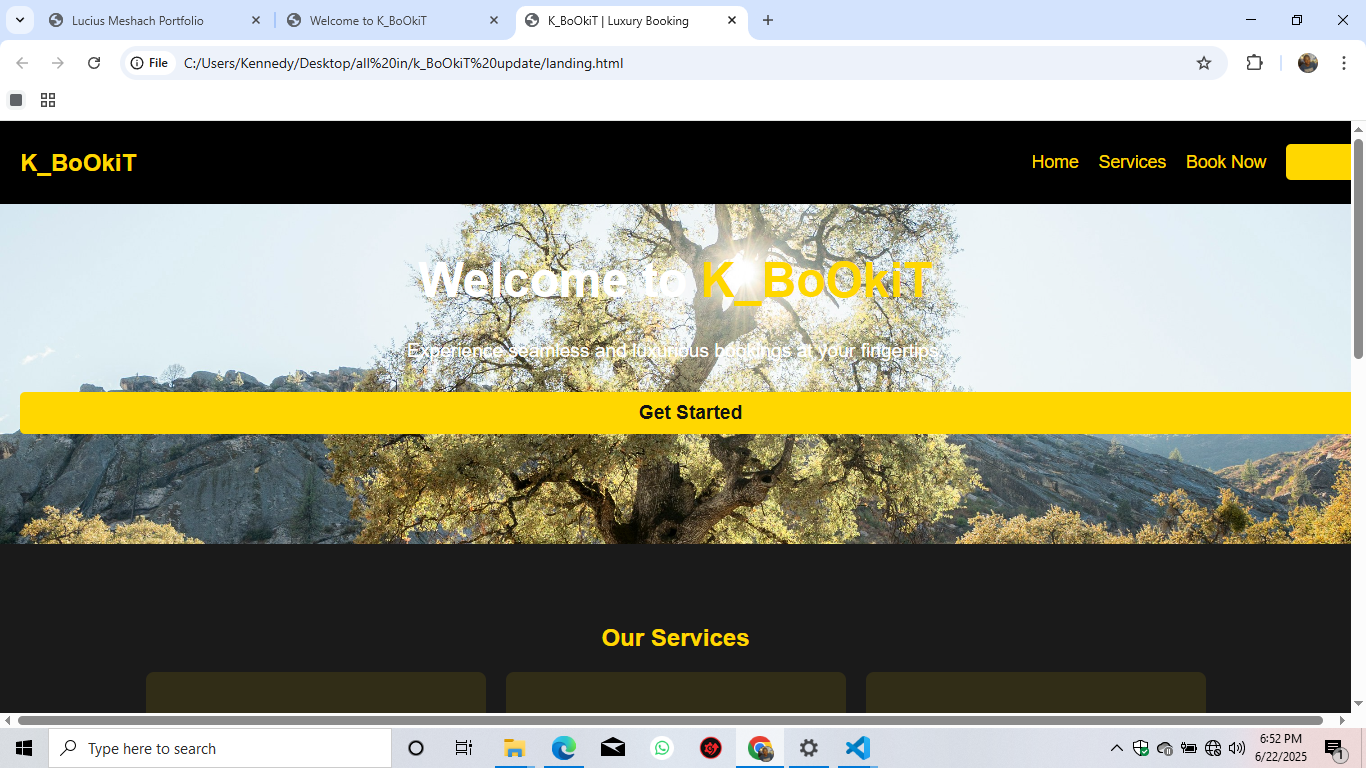 Lucius Meshach Portfolio
Welcome to K_BoOkiT
K_BoOkiT | Luxury Booking
File
C:/Users/Kennedy/Desktop/all%20in/k_BoOKiT%20update/landing.html
K_BoOkiT
Home
Services
Book Now
Welcome to K_BoOkiT
Experience seamless and luxurious bookings at your fingertips.
Get Started
Our Services
Type here to search
6:52 PM
6/22/2025
1